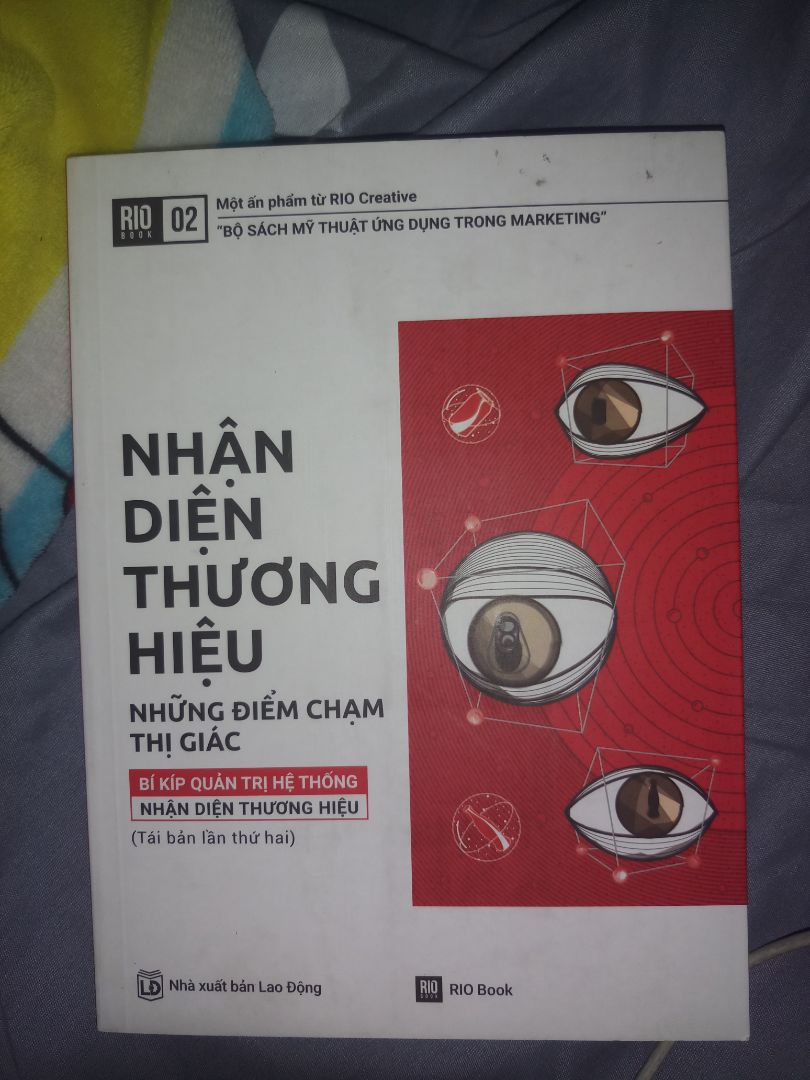 RIO
BOOK
02
Một ấn phẩm từ RIO Creative
"BỘ SÁCH MỸ THUẬT ỨNG DỤNG TRONG MARKETING"
NHẬN
DIỆN
THƯƠNG
HIỆU
NHỮNG ĐIỂM CHẠM
THỊ GIÁC
BÍ KÍP QUẢN TRỊ HỆ THỐNG
NHẬN DIỆN THƯƠNG HIỆU
(Tái bản lần thứ hai)
LĐ
Nhà xuất bản Lao Động
RIO
BOOK
RIO Book